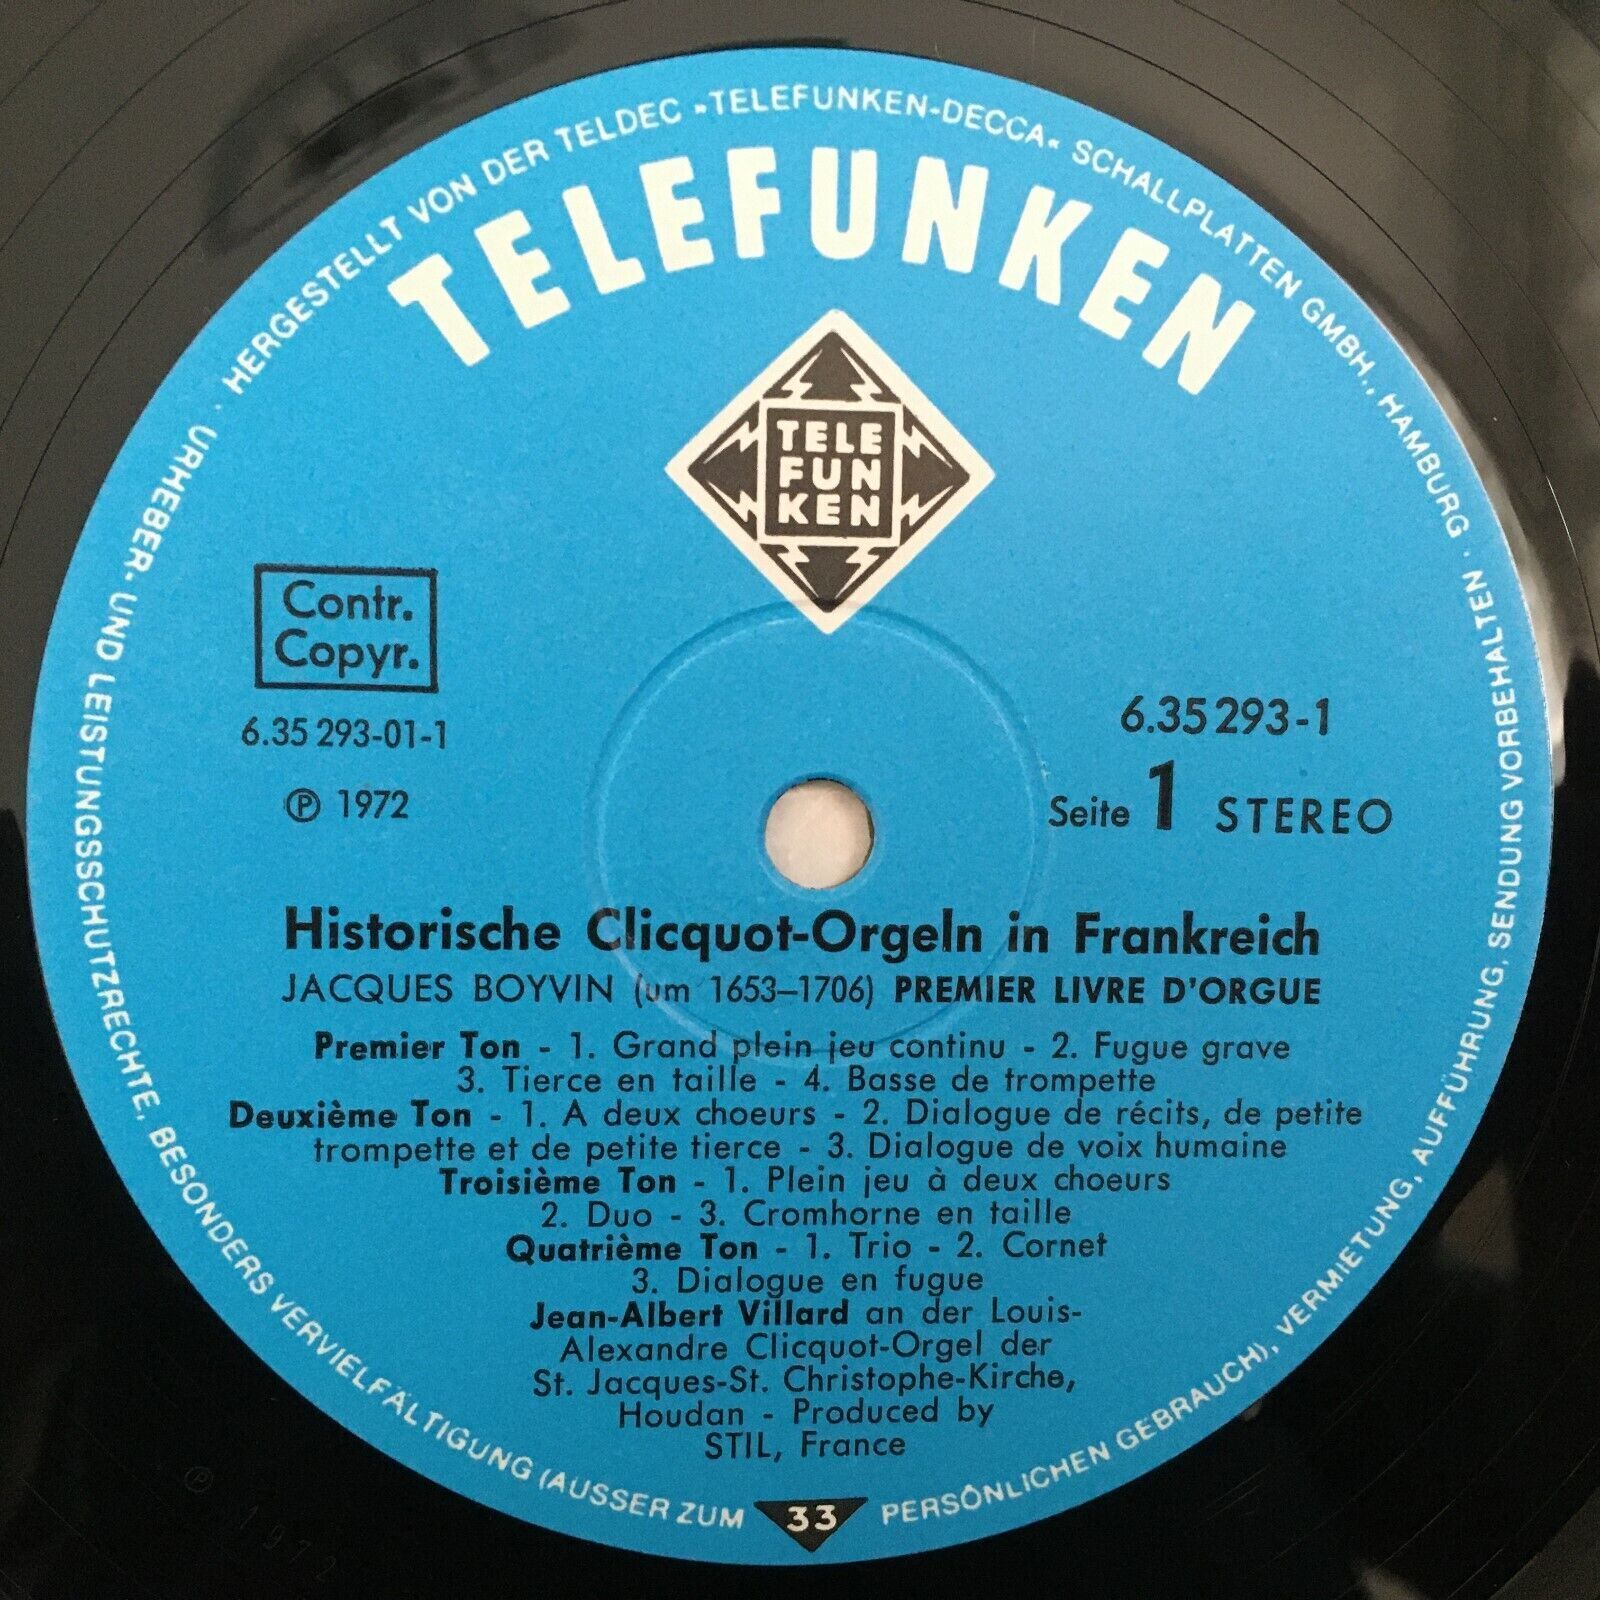 HERGESTELLT VON DER TELDEC »TELEFUNKEN-DECCA« SCHALLPLATTEN GMBH., HAMBURG · URHEBER- UND LEISTUNGSSCHUTZRECHTE, BESONDERS VERVIELFÄLTIGUNG (AUSSER ZUM PERSÖNLICHEN GEBRAUCH), VERMIETUNG, AUFFÜHRUNG, SENDUNG VORBEHALTEN ·
TELEFUNKEN
TELE
FUN
KEN
Contr.
Copyr.
6.35 293-01-1
℗ 1972
6.35293-1
Seite 1 STEREO
Historische Clicquot-Orgeln in Frankreich
JACQUES BOYVIN (um 1653–1706) PREMIER LIVRE D'ORGUE
Premier Ton - 1. Grand plein jeu continu - 2. Fugue grave
3. Tierce en taille - 4. Basse de trompette
Deuxième Ton - 1. A deux choeurs - 2. Dialogue de récits, de petite
trompette et de petite tierce - 3. Dialogue de voix humaine
Troisième Ton - 1. Plein jeu à deux choeurs
2. Duo - 3. Cromhorne en taille
Quatrième Ton - 1. Trio - 2. Cornet
3. Dialogue en fugue
Jean-Albert Villard an der Louis-
Alexandre Clicquot-Orgel der
St. Jacques-St. Christophe-Kirche,
Houdan - Produced by
STIL, France
33
℗ 1972